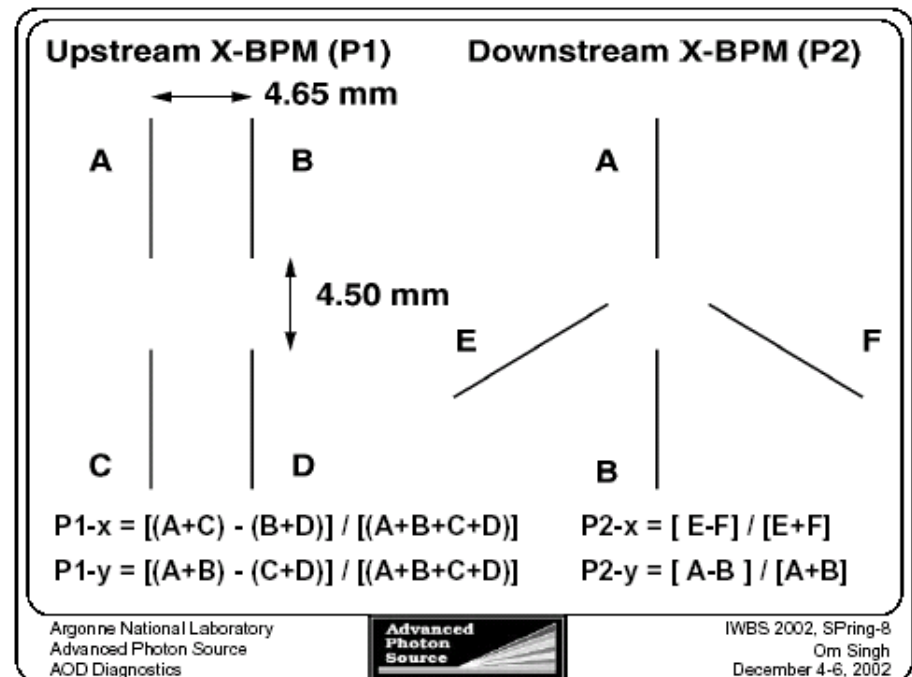 Upstream X-BPM (P1)
Downstream X-BPM (P2)
4.65 mm
A
B
A
4.50 mm
E
F
C
D
B
P1-x = [(A+C) - (B+D)] / [(A+B+C+D)]
P1-y = [(A+B) - (C+D)] / [(A+B+C+D)]
P2-x = [ E-F] / [E+F]
P2-y = [ A-B ] / [A+B]
Argonne National Laboratory
Advanced Photon Source
AOD Diagnostics
Advanced
Photon
Source
IWBS 2002, SPring-8
Om Singh
December 4-6, 2002